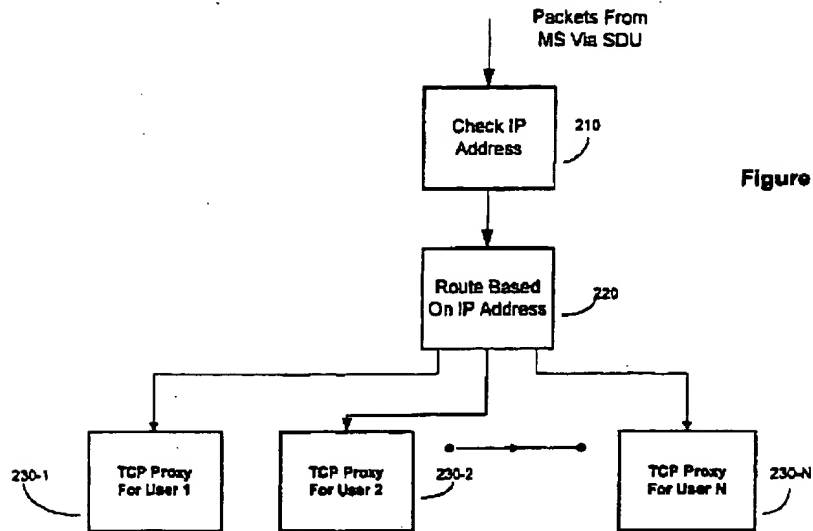 Packets From
MS Via SDU
Check IP
Address
210
Figure
Route Based
On IP Address
220
TCP Proxy
For User 1
230-1
TCP Proxy
For User 2
230-2
TCP Proxy
For User N
230-N